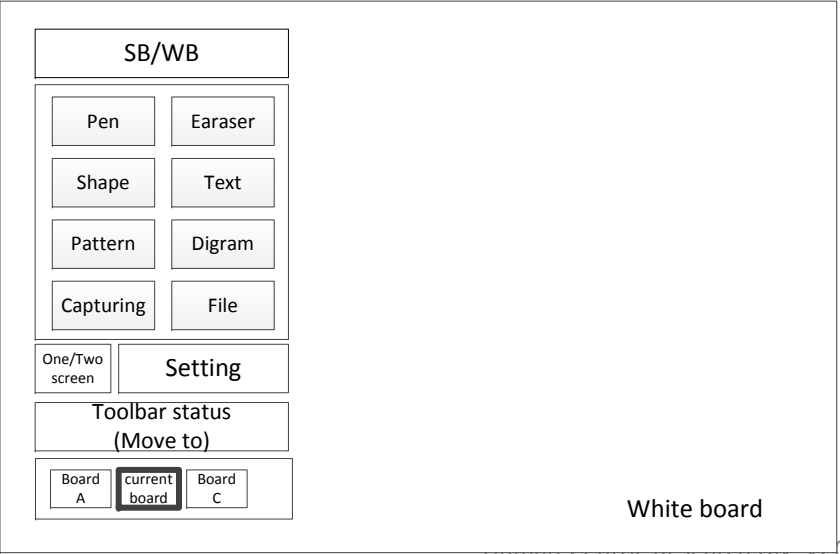 SB/WB
Pen
Earaser
Shape
Text
Pattern
Digram
Capturing
File
One/Two
screen
Setting
Toolbar status
(Move to)
Board
A
current
board
Board
C
White board